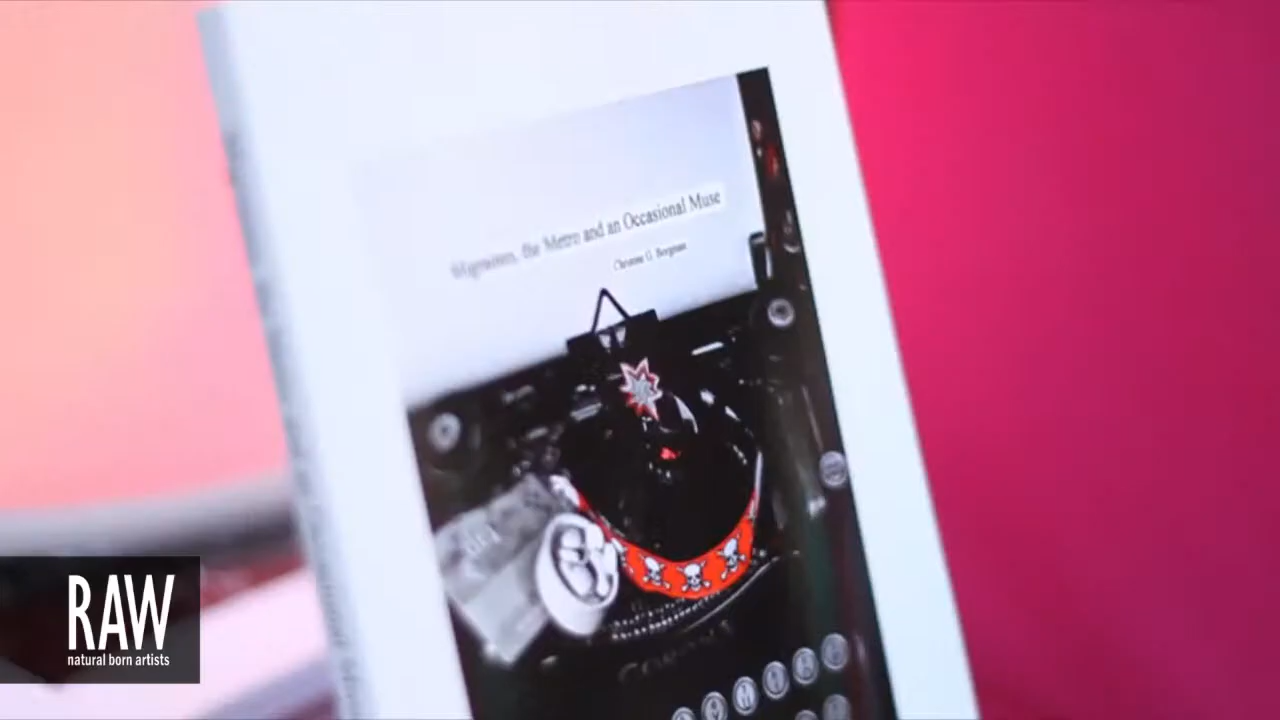 Migraines, the Metro and an Occasional Muse
RAW
natural born artists